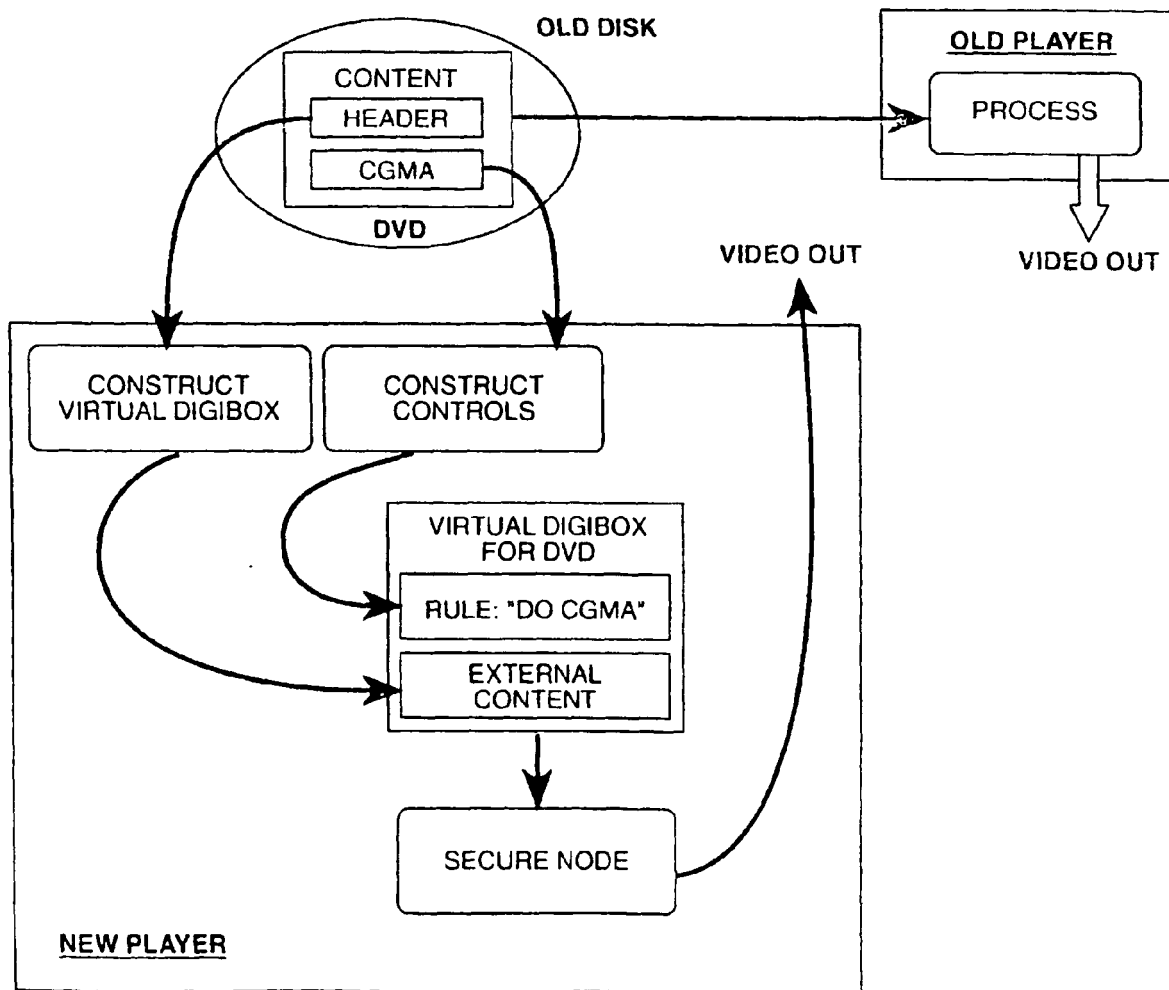 OLD DISK
CONTENT
HEADER
CGMA
DVD
OLD PLAYER
PROCESS
VIDEO OUT
VIDEO OUT
CONSTRUCT
VIRTUAL DIGIBOX
CONSTRUCT
CONTROLS
VIRTUAL DIGIBOX
FOR DVD
RULE: "DO CGMA"
EXTERNAL
CONTENT
SECURE NODE
NEW PLAYER